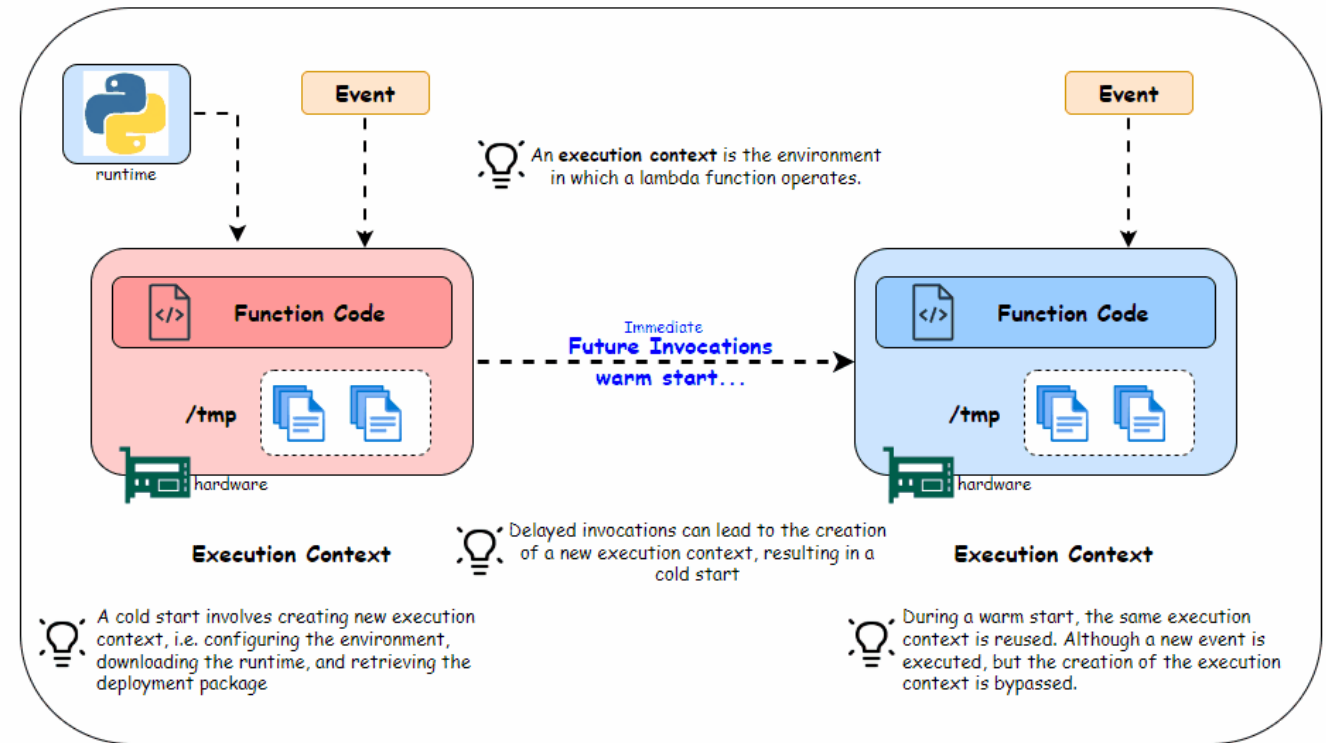 Event
Event
runtime
An execution context is the environment
in which a lambda function operates.
</> Function Code
/tmp
hardware
Execution Context
Immediate
Future Invocations
warm start...
</> Function Code
/tmp
hardware
Execution Context
Delayed invocations can lead to the creation
of a new execution context, resulting in a
cold start
A cold start involves creating new execution
context, i.e. configuring the environment,
downloading the runtime, and retrieving the
deployment package
During a warm start, the same execution
context is reused. Although a new event is
executed, but the creation of the execution
context is bypassed.